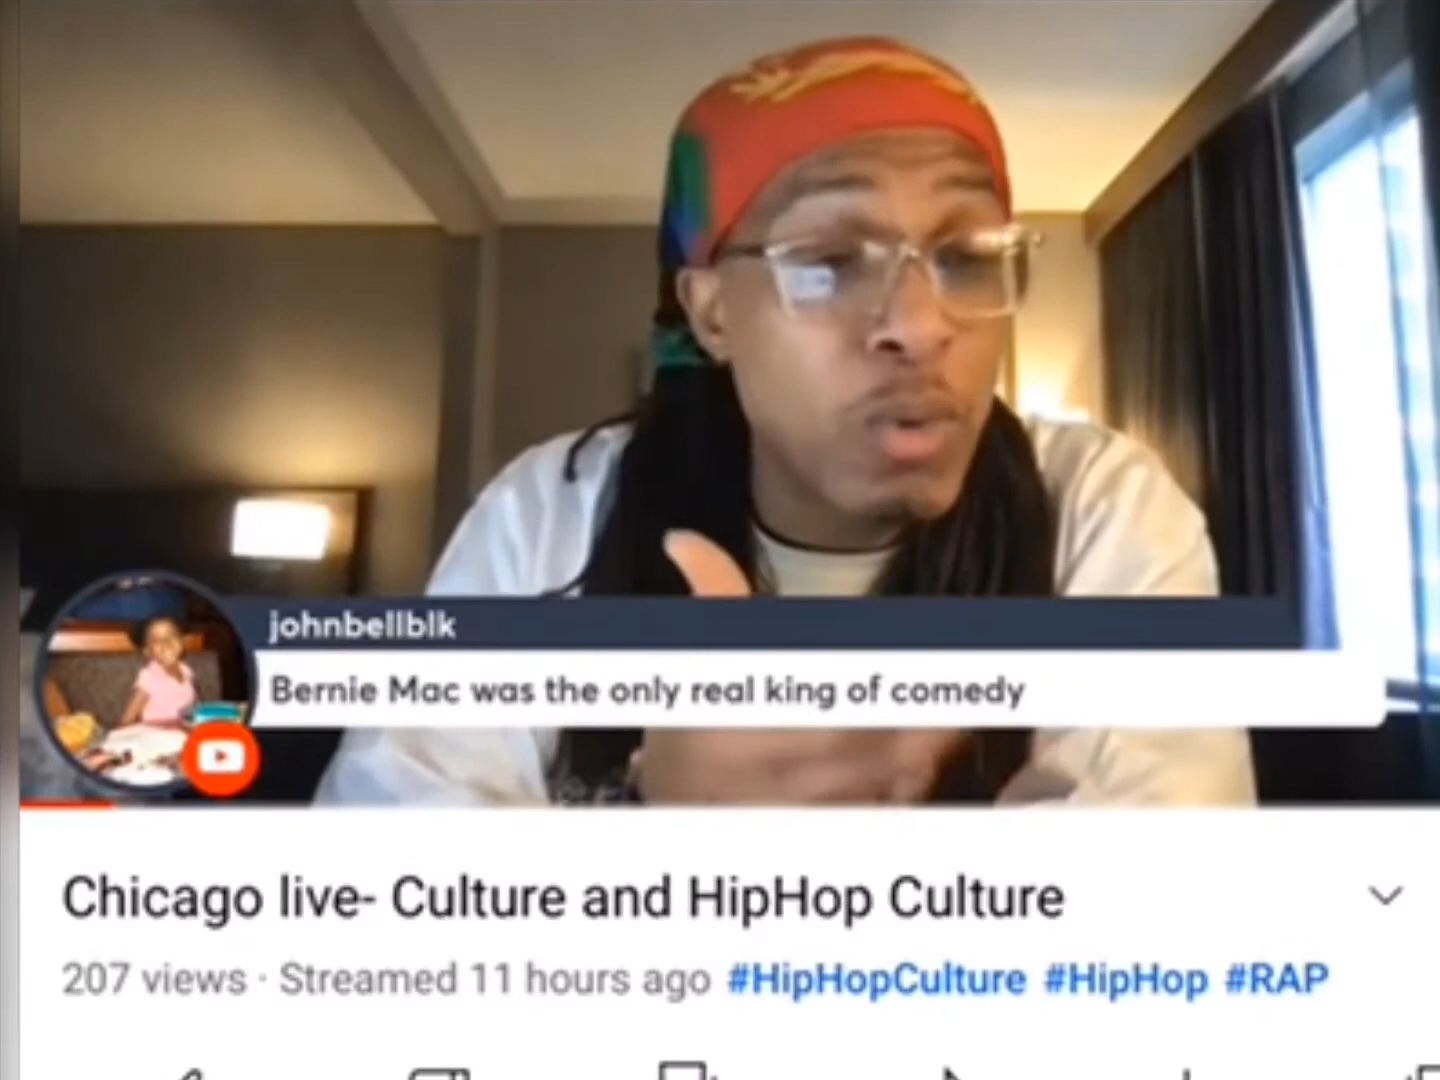 johnbellblk
Bernie Mac was the only real king of comedy
Chicago live- Culture and HipHop Culture
207 views · Streamed 11 hours ago #HipHopCulture #HipHop #RAP